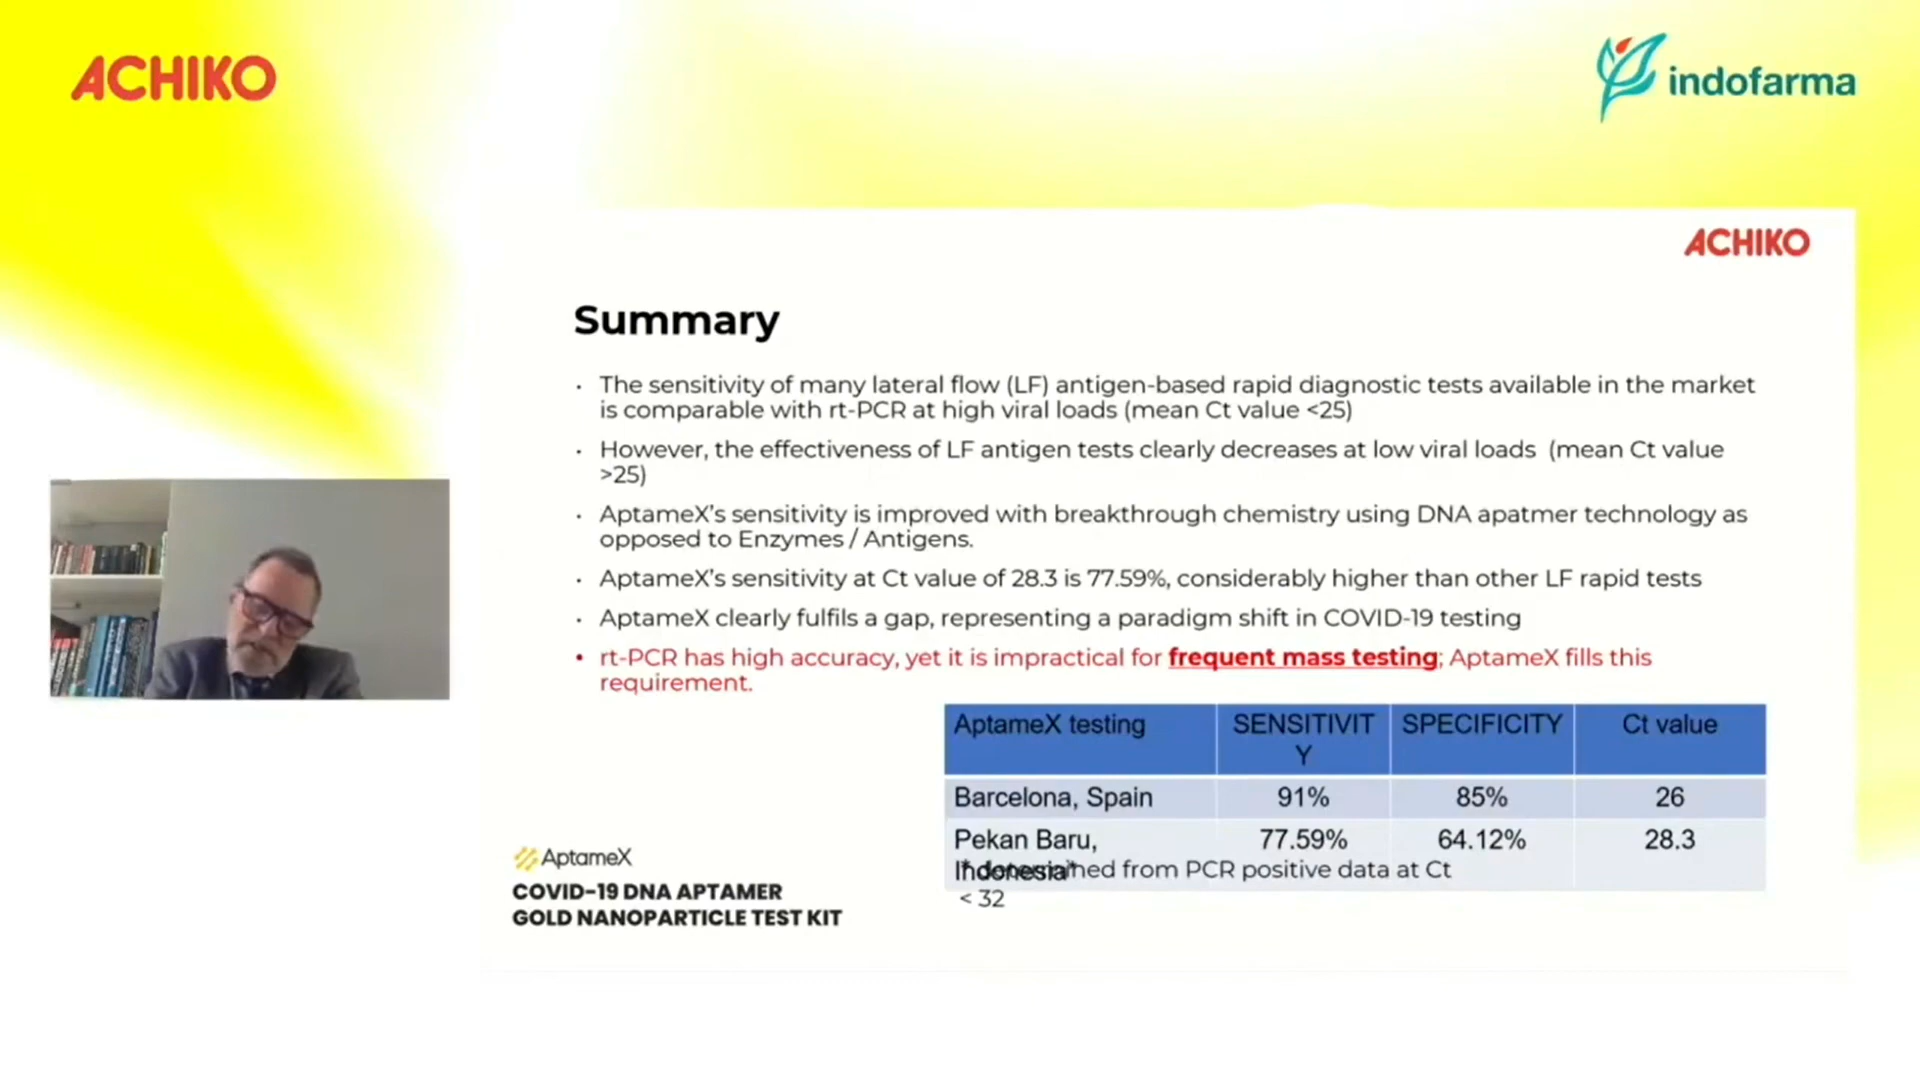 ACHIKO
indofarma
ACHIKO
Summary
· The sensitivity of many lateral flow (LF) antigen-based rapid diagnostic tests available in the market
is comparable with rt-PCR at high viral loads (mean Ct value <25)
· However, the effectiveness of LF antigen tests clearly decreases at low viral loads (mean Ct value
>25)
· AptameX's sensitivity is improved with breakthrough chemistry using DNA apatmer technology as
opposed to Enzymes / Antigens.
· AptameX's sensitivity at Ct value of 28.3 is 77.59%, considerably higher than other LF rapid tests
· AptameX clearly fulfils a gap, representing a paradigm shift in COVID-19 testing
• rt-PCR has high accuracy, yet it is impractical for frequent mass testing; AptameX fills this
requirement.
AptameX testing SENSITIVIT SPECIFICITY Ct value
Y
Barcelona, Spain 91% 85% 26
Pekan Baru, 77.59% 64.12% 28.3
Indonesia*
from PCR positive data at Ct
< 32
AptameX
COVID-19 DNA APTAMER
GOLD NANOPARTICLE TEST KIT